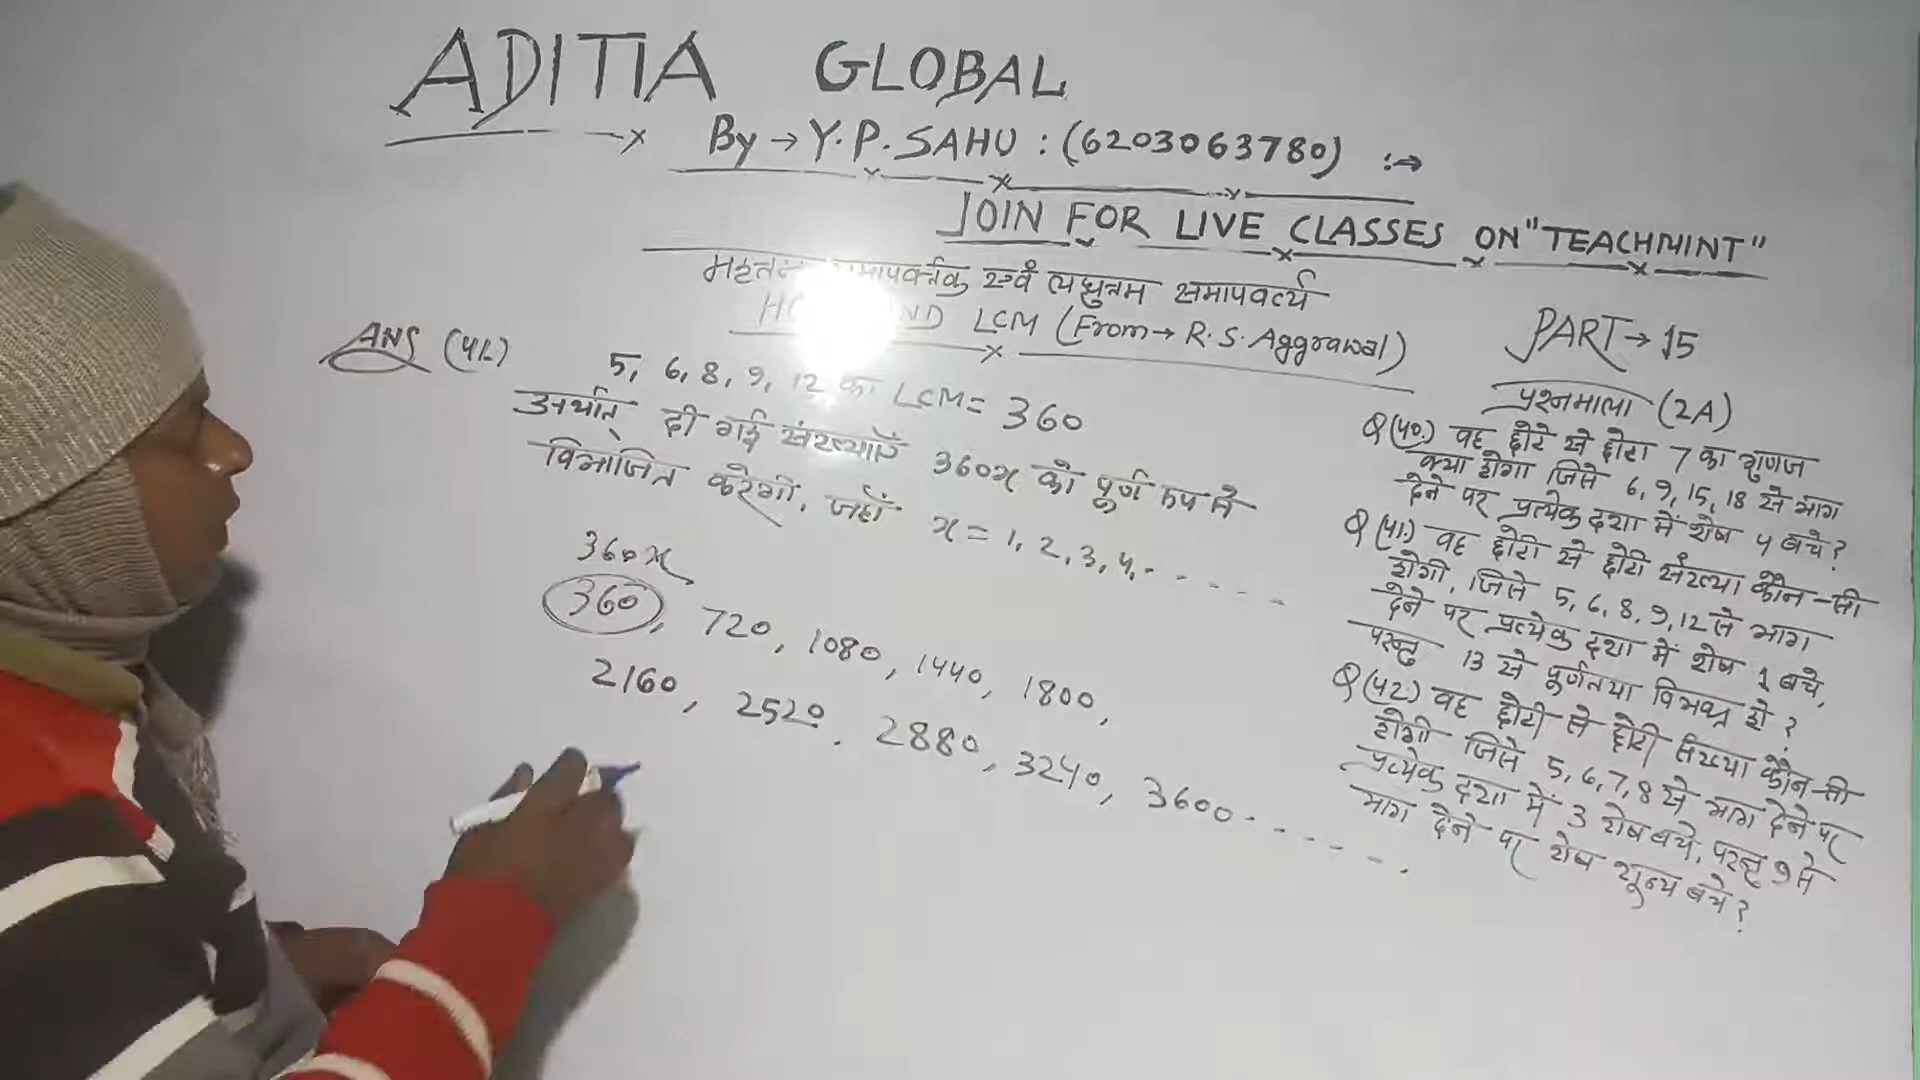 ADITIA GLOBAL
By → Y.P. SAHU : (6203063780) :→
JOIN FOR LIVE CLASSES ON "TEACHMINT"
एवं लघुतम समापवर्त्य
LCM (From → R.S. Aggrawal)
PART → 15
ANS (41.)
5, 6, 8, 9, 12 का LCM = 360
अर्थात् दी गई संख्याएँ 360x को पूर्ण रूप से
विभाजित करेगी, जहाँ x = 1, 2, 3, 4, - - - - - -
360x
360, 720, 1080, 1440, 1800,
2160, 2520, 2880, 3240, 3600 - - - - - -
प्रश्नमाला (2A)
Q(40.) वह छोटे से छोटा 7 का गुणज
क्या होगा जिसे 6, 9, 15, 18 से भाग
देने पर प्रत्येक दशा में शेष 4 बचे?
Q(41.) वह छोटी से छोटी संख्या कौन-सी
होगी, जिसे 5, 6, 8, 9, 12 से भाग
देने पर प्रत्येक दशा में शेष 1 बचे,
परन्तु 13 से पूर्णतया विभक्त हो?
Q(42.) वह छोटी से छोटी संख्या कौन-सी
होगी जिसे 5, 6, 7, 8 से भाग देने पर
प्रत्येक दशा में 3 शेष बचे, परन्तु 9 से
भाग देने पर शेष शून्य बचे?